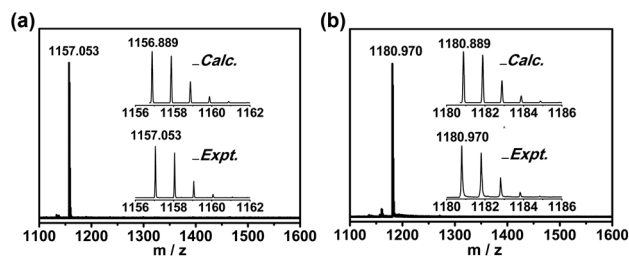 (a)
1157.053
1156.889
Calc.
1156 1158 1160 1162
1157.053
Expt.
1156 1158 1160 1162
1100 1200 1300 1400 1500 1600
m / z
(b)
1180.970
1180.889
Calc.
1180 1182 1184 1186
1180.970
Expt.
1180 1182 1184 1186
1100 1200 1300 1400 1500 1600
m / z